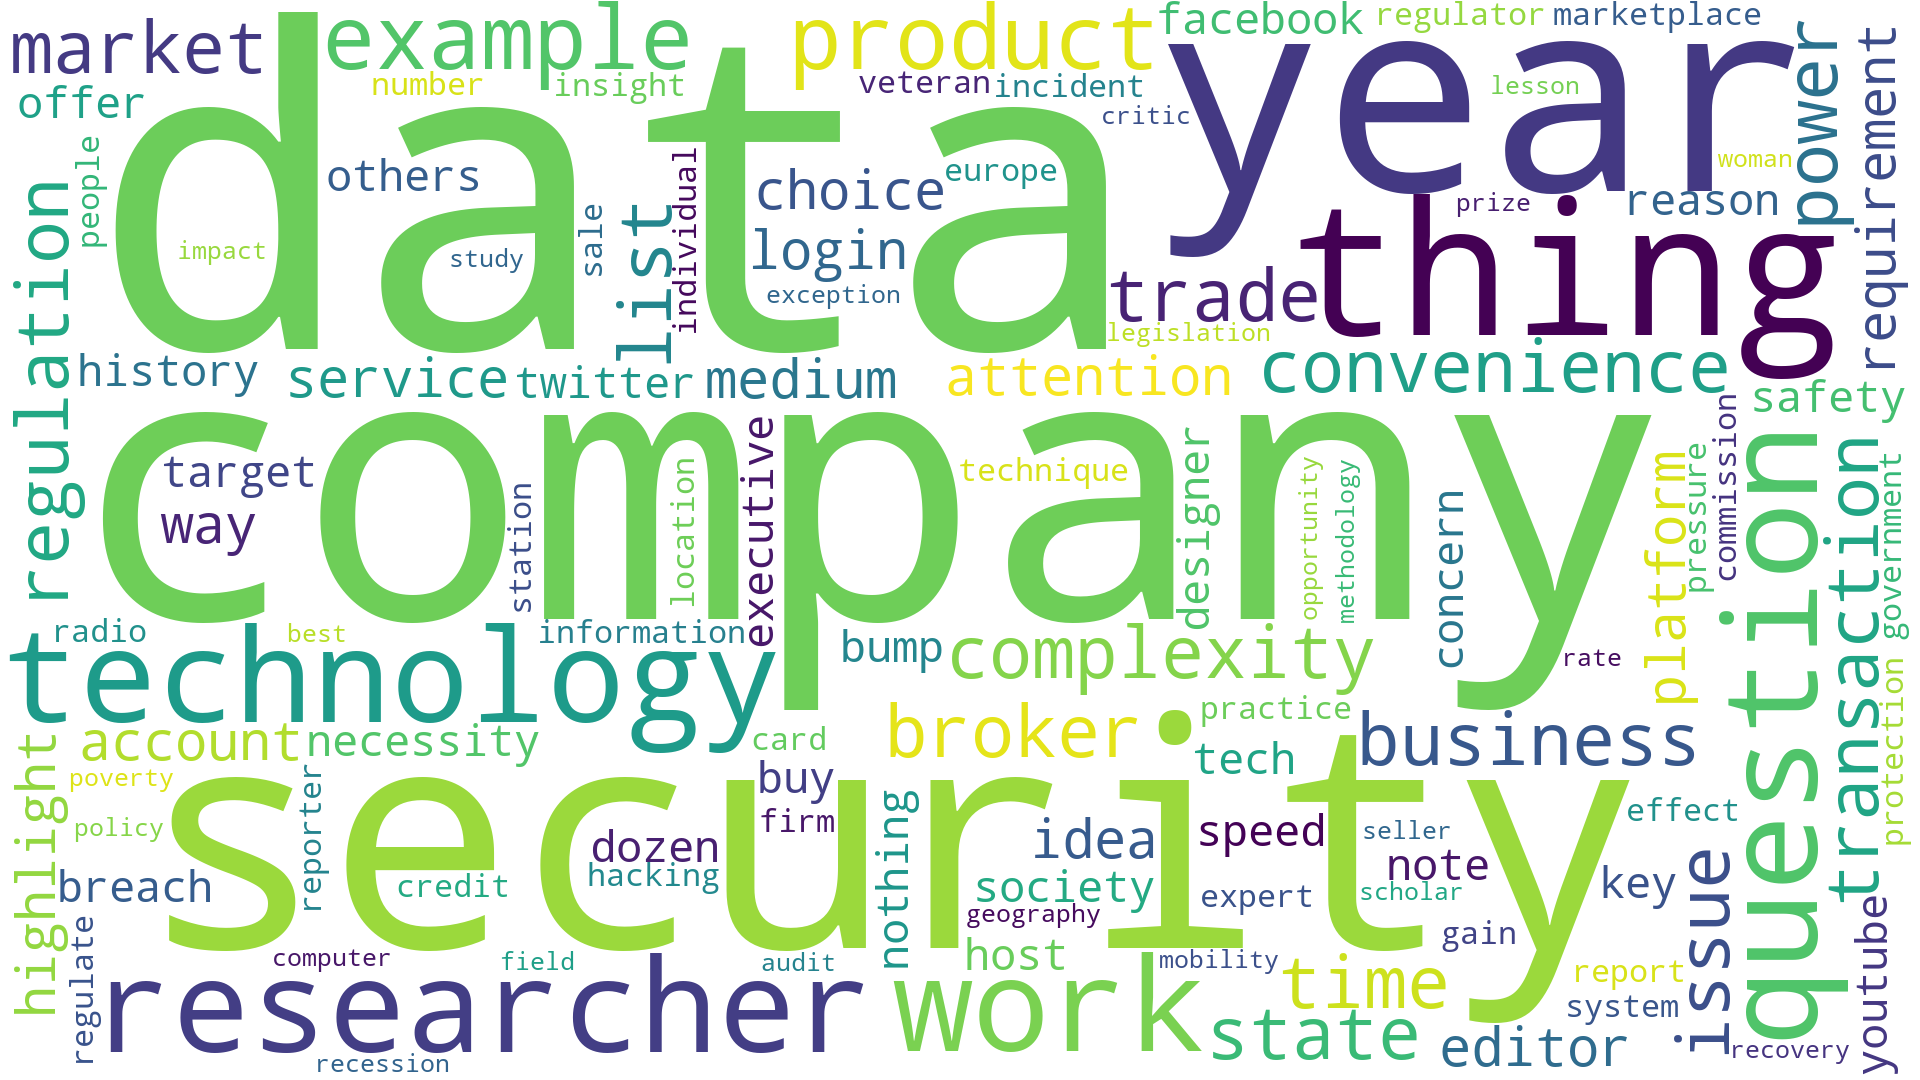 market
example
product
facebook
regulator
marketplace
data
year
power
requirement
offer
number
insight
veteran
incident
critic
lesson
woman
people
others
list
individual
choice
europe
prize
reason
impact
study
sale
login
exception
trade
thing
legislation
regulation
history
service
twitter
medium
attention
convenience
safety
company
target
way
station
location
executive
technique
designer
opportunity
methodology
concern
platform
pressure
commission
question
transaction
government
radio
best
information
technology
bump
complexity
rate
account
necessity
card
broker
practice
tech
business
protection
highlight
poverty
policy
reporter
security
buy
firm
dozen
hacking
nothing
idea
speed
seller
note
effect
breach
credit
society
geography
expert
scholar
key
issue
youtube
regulate
computer
field
audit
host
mobility
gain
time
report
system
researcher
work
state
editor
recovery
recession